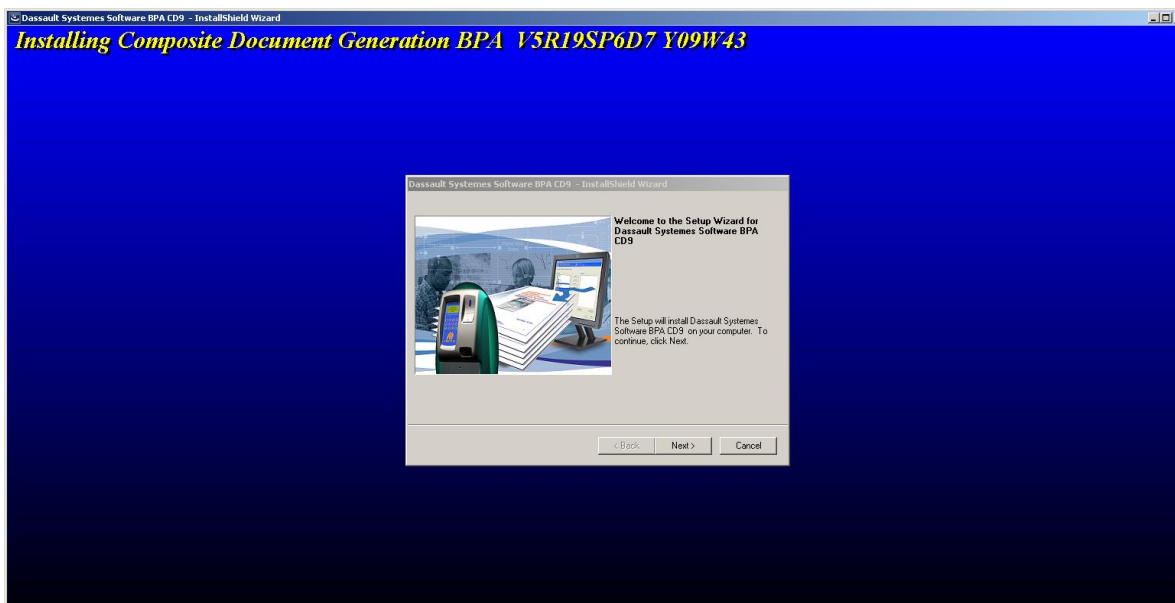 Dassault Systemes Software BPA CD9 - InstallShield Wizard
Installing Composite Document Generation BPA V5R19SP6D7 Y09W43
Dassault Systemes Software BPA CD9 - InstallShield Wizard
Welcome to the Setup Wizard for
Dassault Systemes Software BPA
CD9
The Setup will install Dassault Systemes
Software BPA CD9 on your computer. To
continue, click Next.
< Back
Next >
Cancel